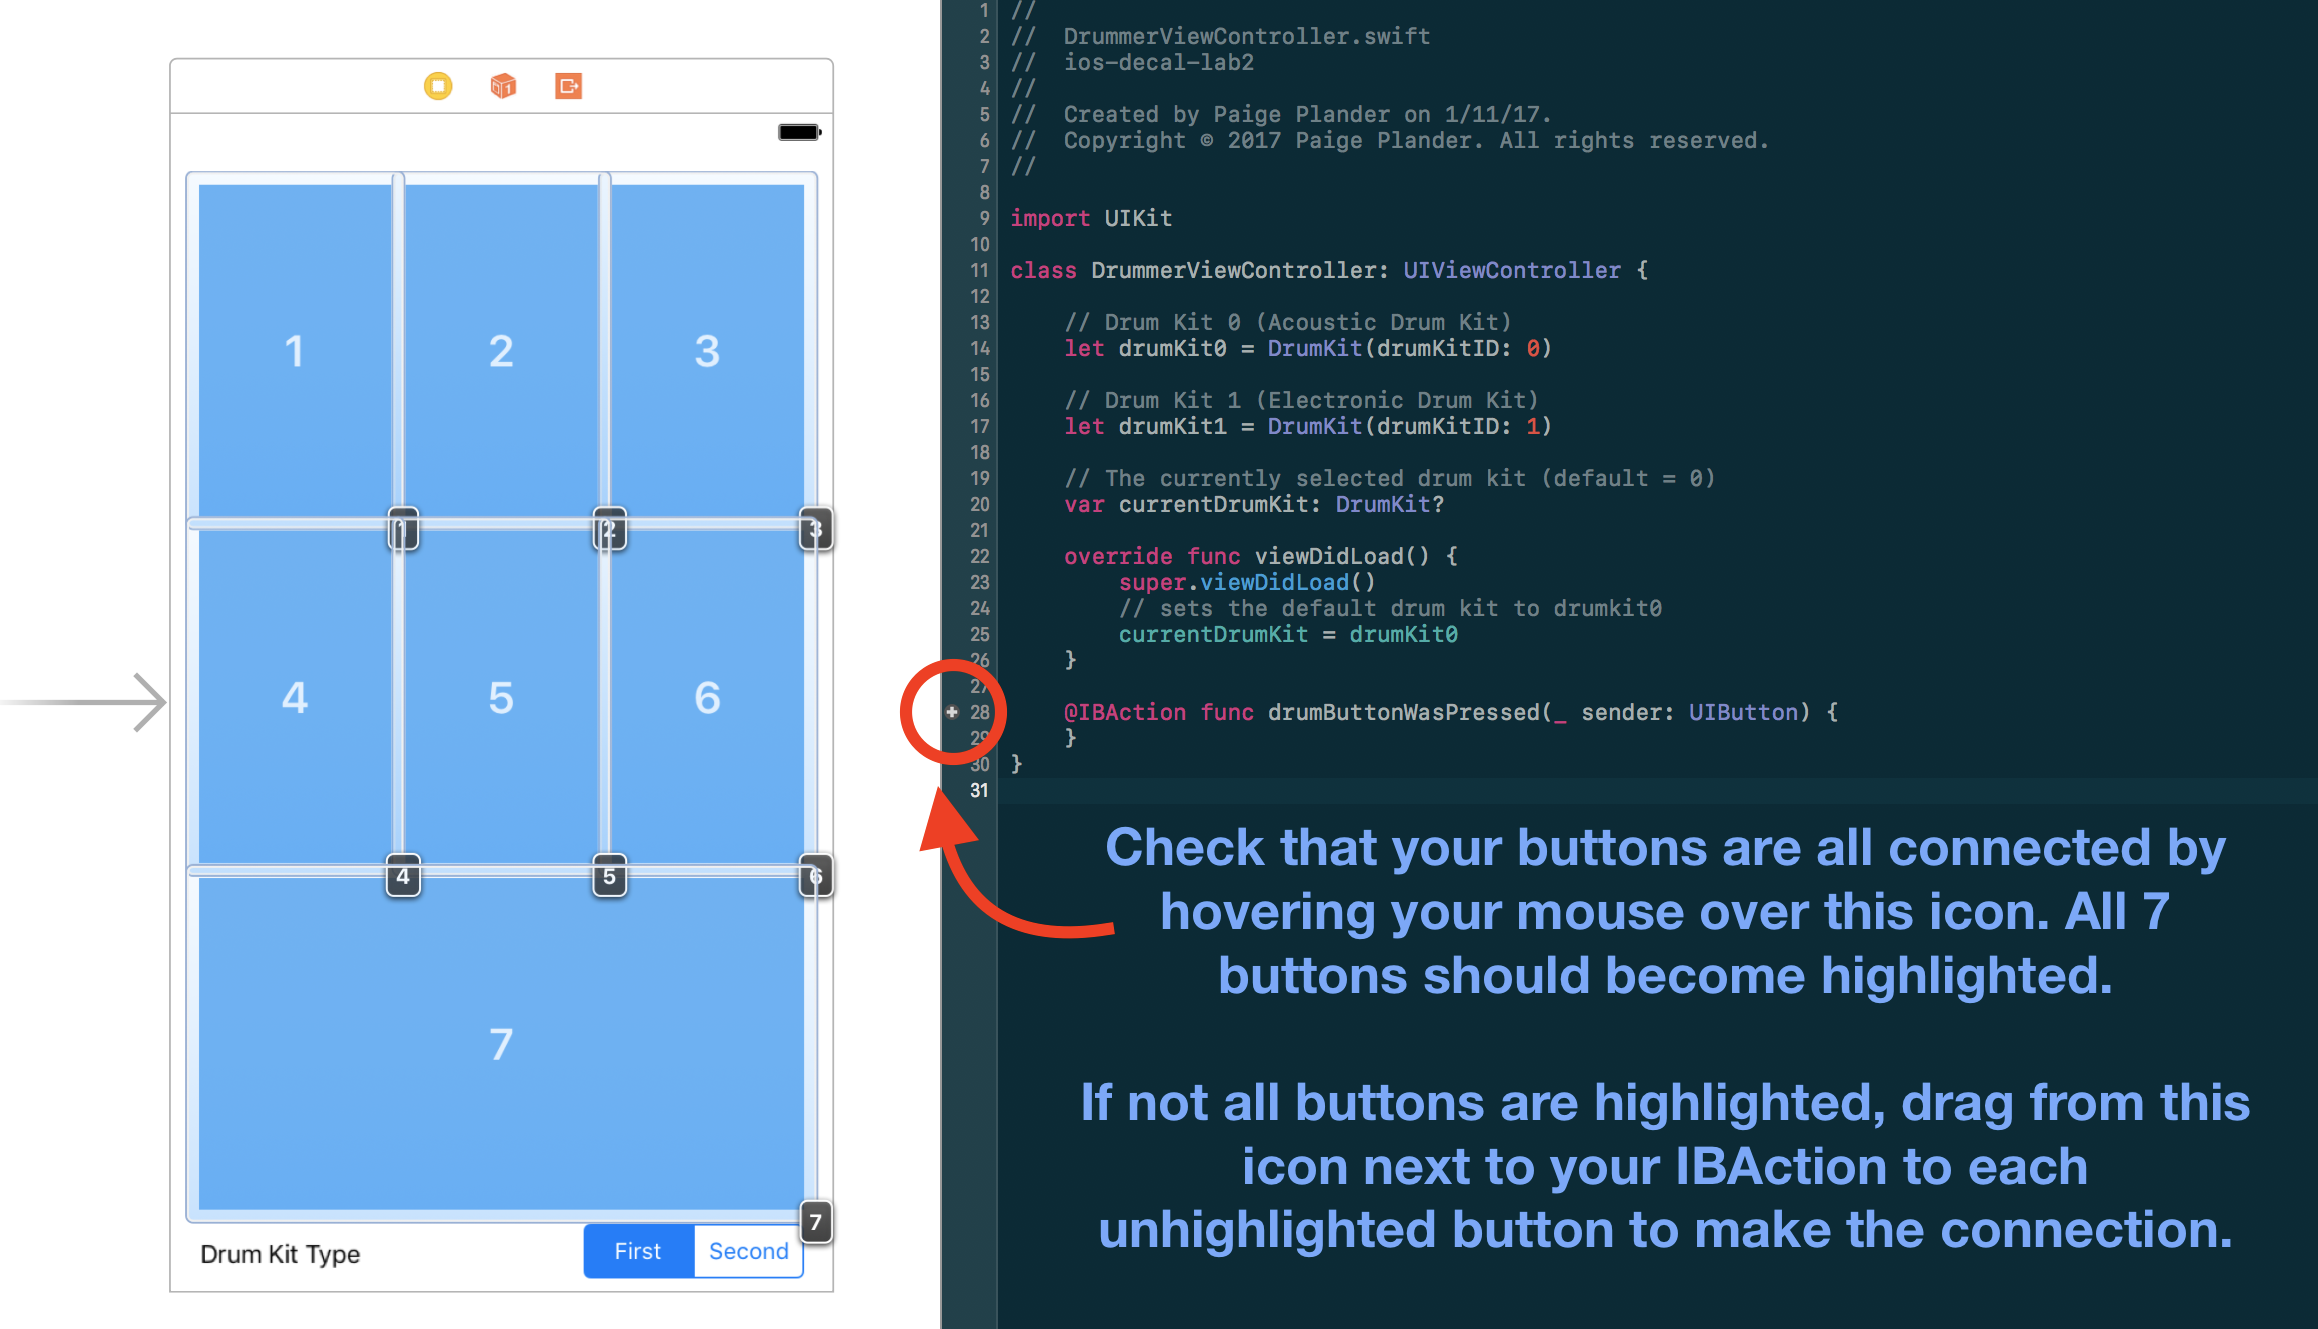 1
2
3
1
2
3
4
5
6
4
5
6
7
7
Drum Kit Type
First
Second
1 //
2 //  DrummerViewController.swift
3 //  ios-decal-lab2
4 //
5 //  Created by Paige Plander on 1/11/17.
6 //  Copyright © 2017 Paige Plander. All rights reserved.
7 //
8
9 import UIKit
10
11 class DrummerViewController: UIViewController {
12
13     // Drum Kit 0 (Acoustic Drum Kit)
14     let drumKit0 = DrumKit(drumKitID: 0)
15
16     // Drum Kit 1 (Electronic Drum Kit)
17     let drumKit1 = DrumKit(drumKitID: 1)
18
19     // The currently selected drum kit (default = 0)
20     var currentDrumKit: DrumKit?
21
22     override func viewDidLoad() {
23         super.viewDidLoad()
24         // sets the default drum kit to drumkit0
25         currentDrumKit = drumKit0
26     }
27
28     @IBAction func drumButtonWasPressed(_ sender: UIButton) {
29     }
30 }
31
Check that your buttons are all connected by
hovering your mouse over this icon. All 7
buttons should become highlighted.
If not all buttons are highlighted, drag from this
icon next to your IBAction to each
unhighlighted button to make the connection.